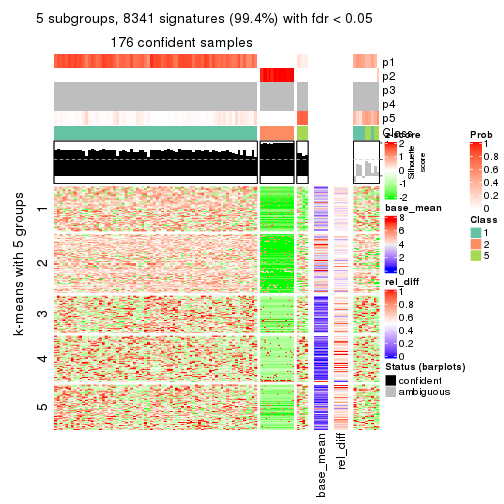 5 subgroups, 8341 signatures (99.4%) with fdr < 0.05
176 confident samples
p1
p2
p3
p4
p5
Class
z-score
2
1
0
-1
-2
Silhouette
score
Prob
1
0.8
0.6
0.4
0.2
0
base_mean
8
6
4
2
0
Class
1
2
5
rel_diff
1
0.8
0.6
0.4
0.2
0
Status (barplots)
confident
ambiguous
k-means with 5 groups
1
2
3
4
5
base_mean
rel_diff